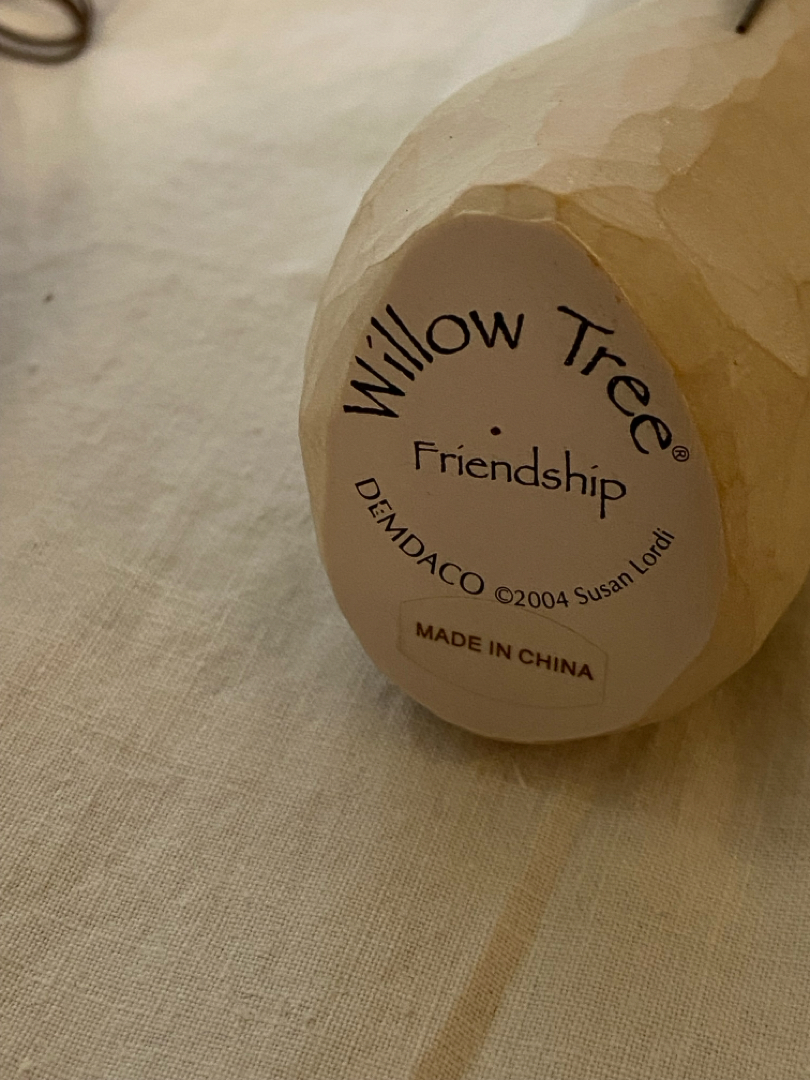 Willow Tree®
Friendship
DEMDACO ©2004 Susan Lordi
MADE IN CHINA